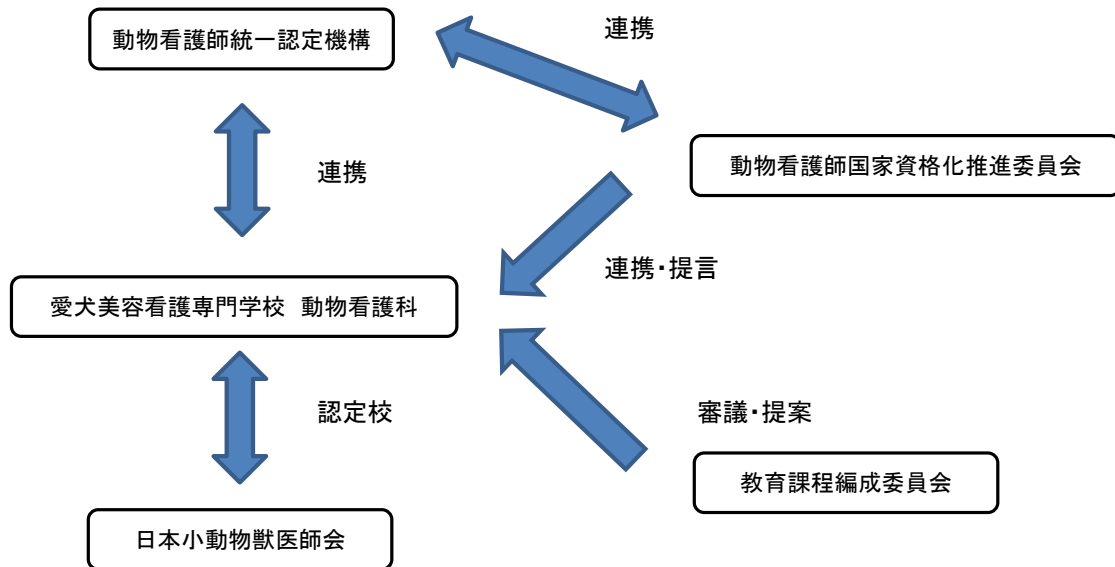 連携
動物看護師統一認定機構
動物看護師国家資格化推進委員会
連携
連携・提言
愛犬美容看護専門学校　動物看護科
認定校
審議・提案
教育課程編成委員会
日本小動物獣医師会